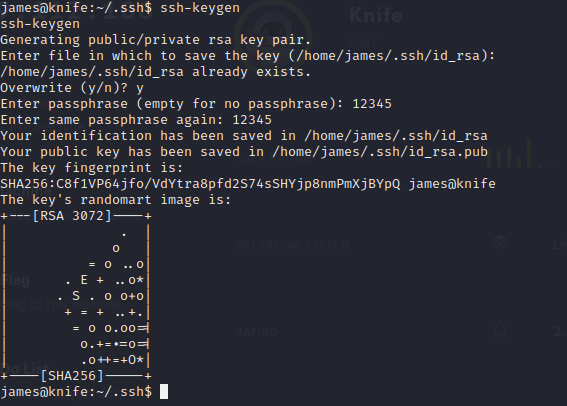 james@knife:~/.ssh$ ssh-keygen
ssh-keygen
Generating public/private rsa key pair.
Enter file in which to save the key (/home/james/.ssh/id_rsa):
/home/james/.ssh/id_rsa already exists.
Overwrite (y/n)? y
Enter passphrase (empty for no passphrase): 12345
Enter same passphrase again: 12345
Your identification has been saved in /home/james/.ssh/id_rsa
Your public key has been saved in /home/james/.ssh/id_rsa.pub
The key fingerprint is:
SHA256:C8f1VP64jfo/VdYtra8pfd2S74sSHYjp8nmPmXjBYpQ james@knife
The key's randomart image is:
+---[RSA 3072]----+
|              .  |
|             o   |
|          = o ..o|
|       . E + ..o*|
|      . S . o o+o|
|       + = + ..+.|
|        = o o.oo=|
|         o.+=*=o=|
|         .o++=+O*|
+----[SHA256]-----+
james@knife:~/.ssh$
Knife
OPERATING SYSTEM
Flag
RATING